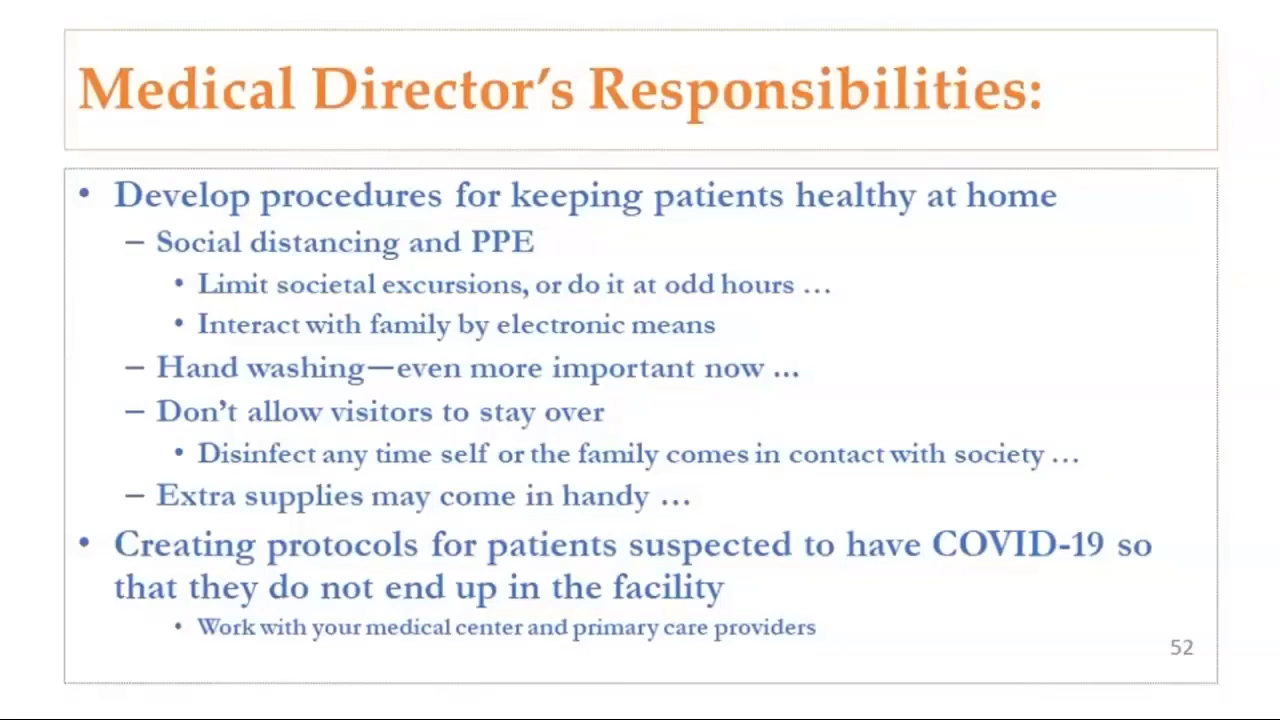 Medical Director’s Responsibilities:
• Develop procedures for keeping patients healthy at home
– Social distancing and PPE
• Limit societal excursions, or do it at odd hours …
• Interact with family by electronic means
– Hand washing—even more important now …
– Don’t allow visitors to stay over
• Disinfect any time self or the family comes in contact with society …
– Extra supplies may come in handy …
• Creating protocols for patients suspected to have COVID-19 so
that they do not end up in the facility
• Work with your medical center and primary care providers
52